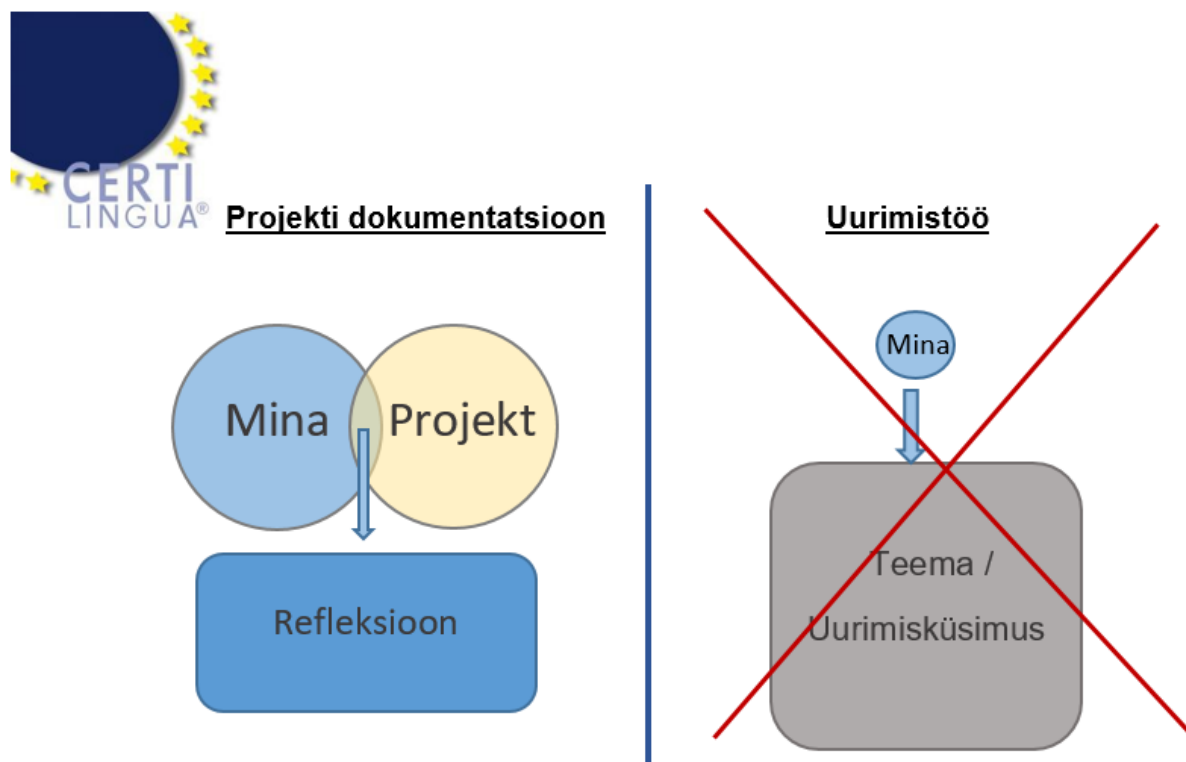 CERTI
LINGUA®
Projekti dokumentatsioon
Mina
Projekt
Refleksioon
Uurimistöö
Mina
Teema /
Uurimisküsimus